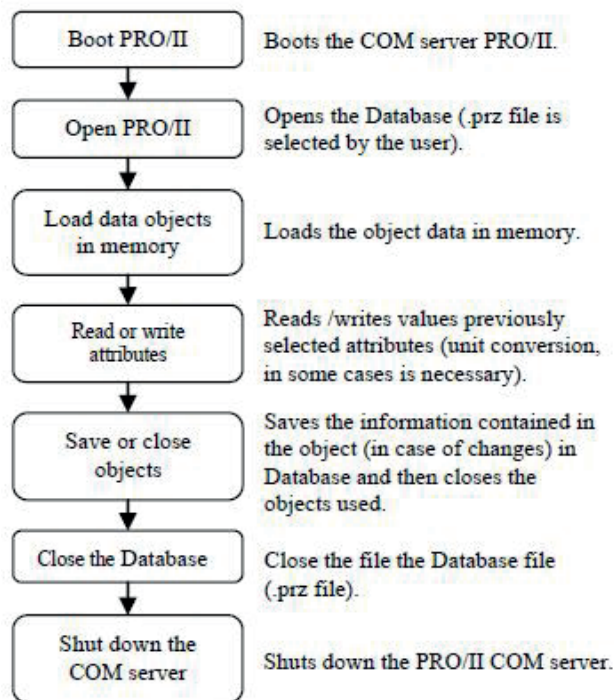 Boot PRO/II
Boots the COM server PRO/II.
Open PRO/II
Opens the Database (.prz file is
selected by the user).
Load data objects
in memory
Loads the object data in memory.
Read or write
attributes
Reads /writes values previously
selected attributes (unit conversion,
in some cases is necessary).
Save or close
objects
Saves the information contained in
the object (in case of changes) in
Database and then closes the
objects used.
Close the Database
Close the file the Database file
(.prz file).
Shut down the
COM server
Shuts down the PRO/II COM server.